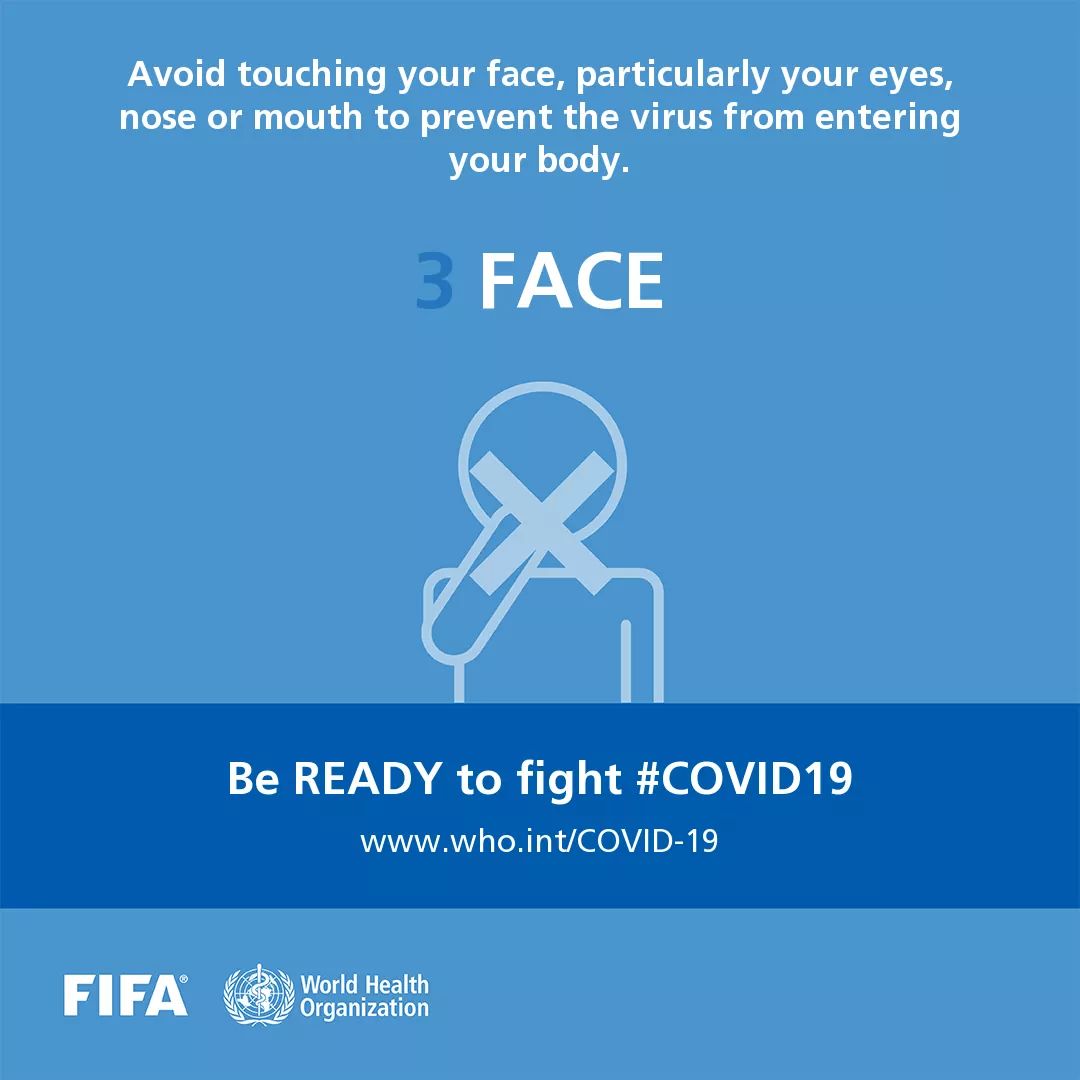 Avoid touching your face, particularly your eyes,
nose or mouth to prevent the virus from entering
your body.
3 FACE
Be READY to fight #COVID19
www.who.int/COVID-19
FIFA®
World Health
Organization